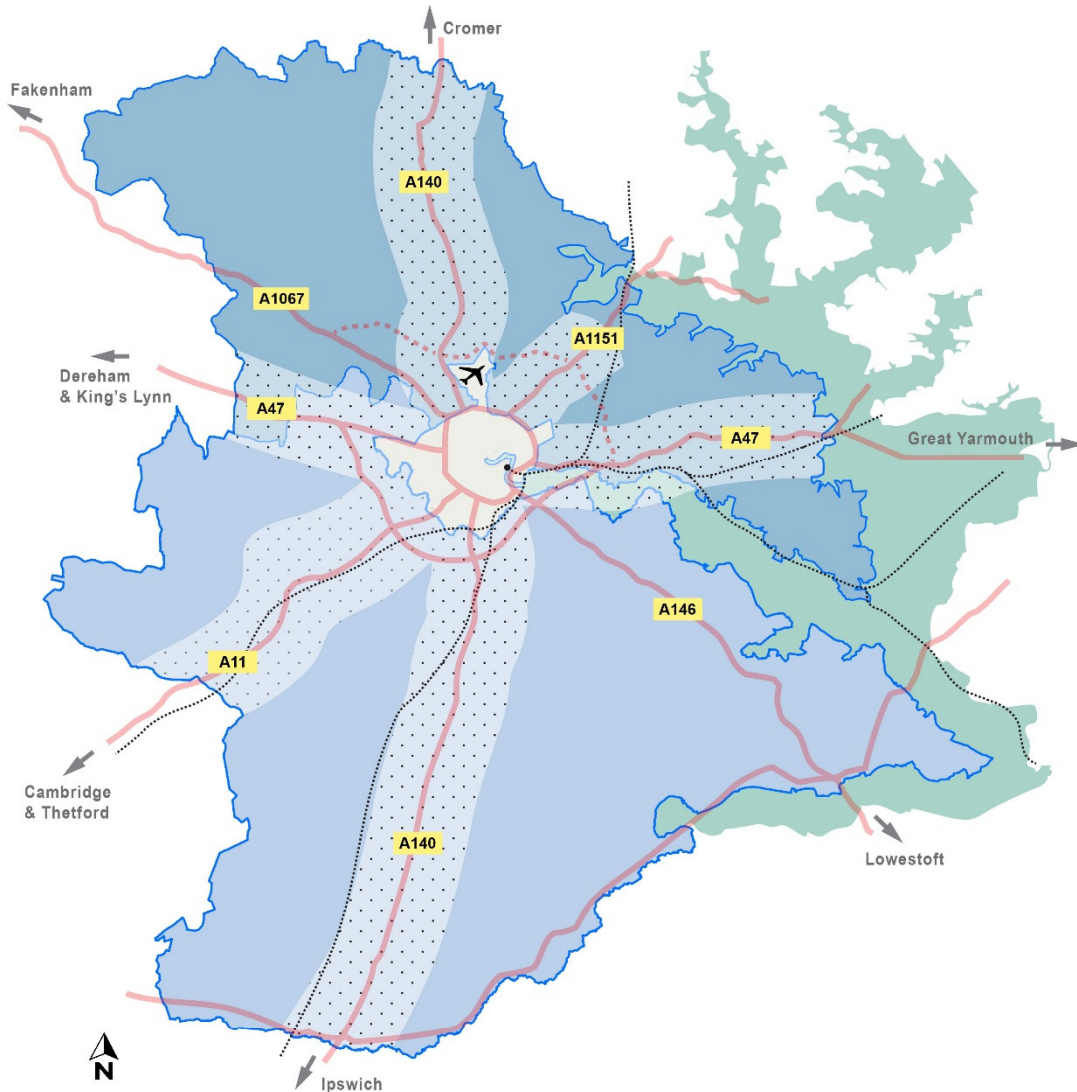 Cromer
Fakenham
A140
A1067
A1151
Dereham
& King's Lynn
A47
A47
Great Yarmouth
A146
A11
Cambridge
& Thetford
A140
Lowestoft
N
Ipswich